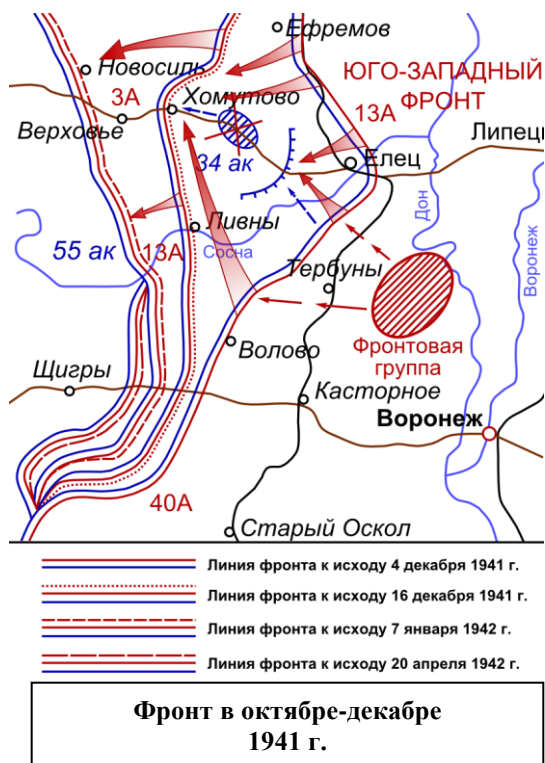 Ефремов
Новосиль
ЮГО-ЗАПАДНЫЙ
ФРОНТ
3А
Хомутово
13А
Верховье
Липецк
34 ак
Елец
Дон
Воронеж
Ливны
55 ак
13А
Сосна
Тербуны
Волово
Фронтовая
группа
Щигры
Касторное
Воронеж
40А
Старый Оскол
Линия фронта к исходу 4 декабря 1941 г.
Линия фронта к исходу 16 декабря 1941 г.
Линия фронта к исходу 7 января 1942 г.
Линия фронта к исходу 20 апреля 1942 г.
Фронт в октябре-декабре
1941 г.